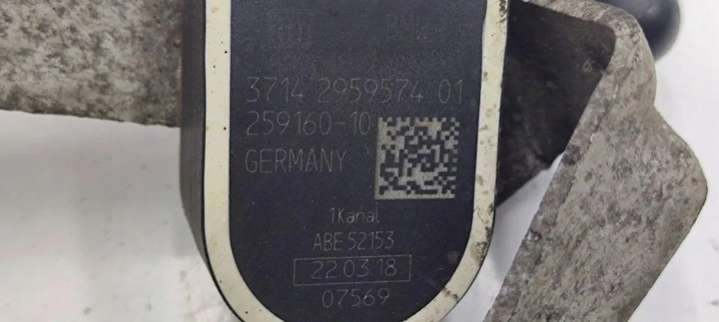 3714 2959574 01
259160-10
GERMANY
1Kanal
ABE 52153
22.03.18
07569